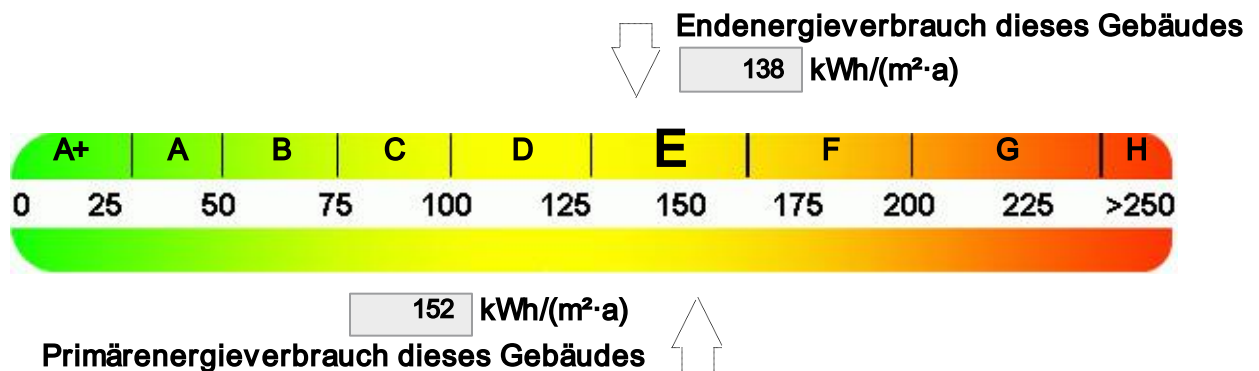 Endenergieverbrauch dieses Gebäudes
138 kWh/(m²·a)
A+ A B C D E F G H
0 25 50 75 100 125 150 175 200 225 >250
152 kWh/(m²·a)
Primärenergieverbrauch dieses Gebäudes